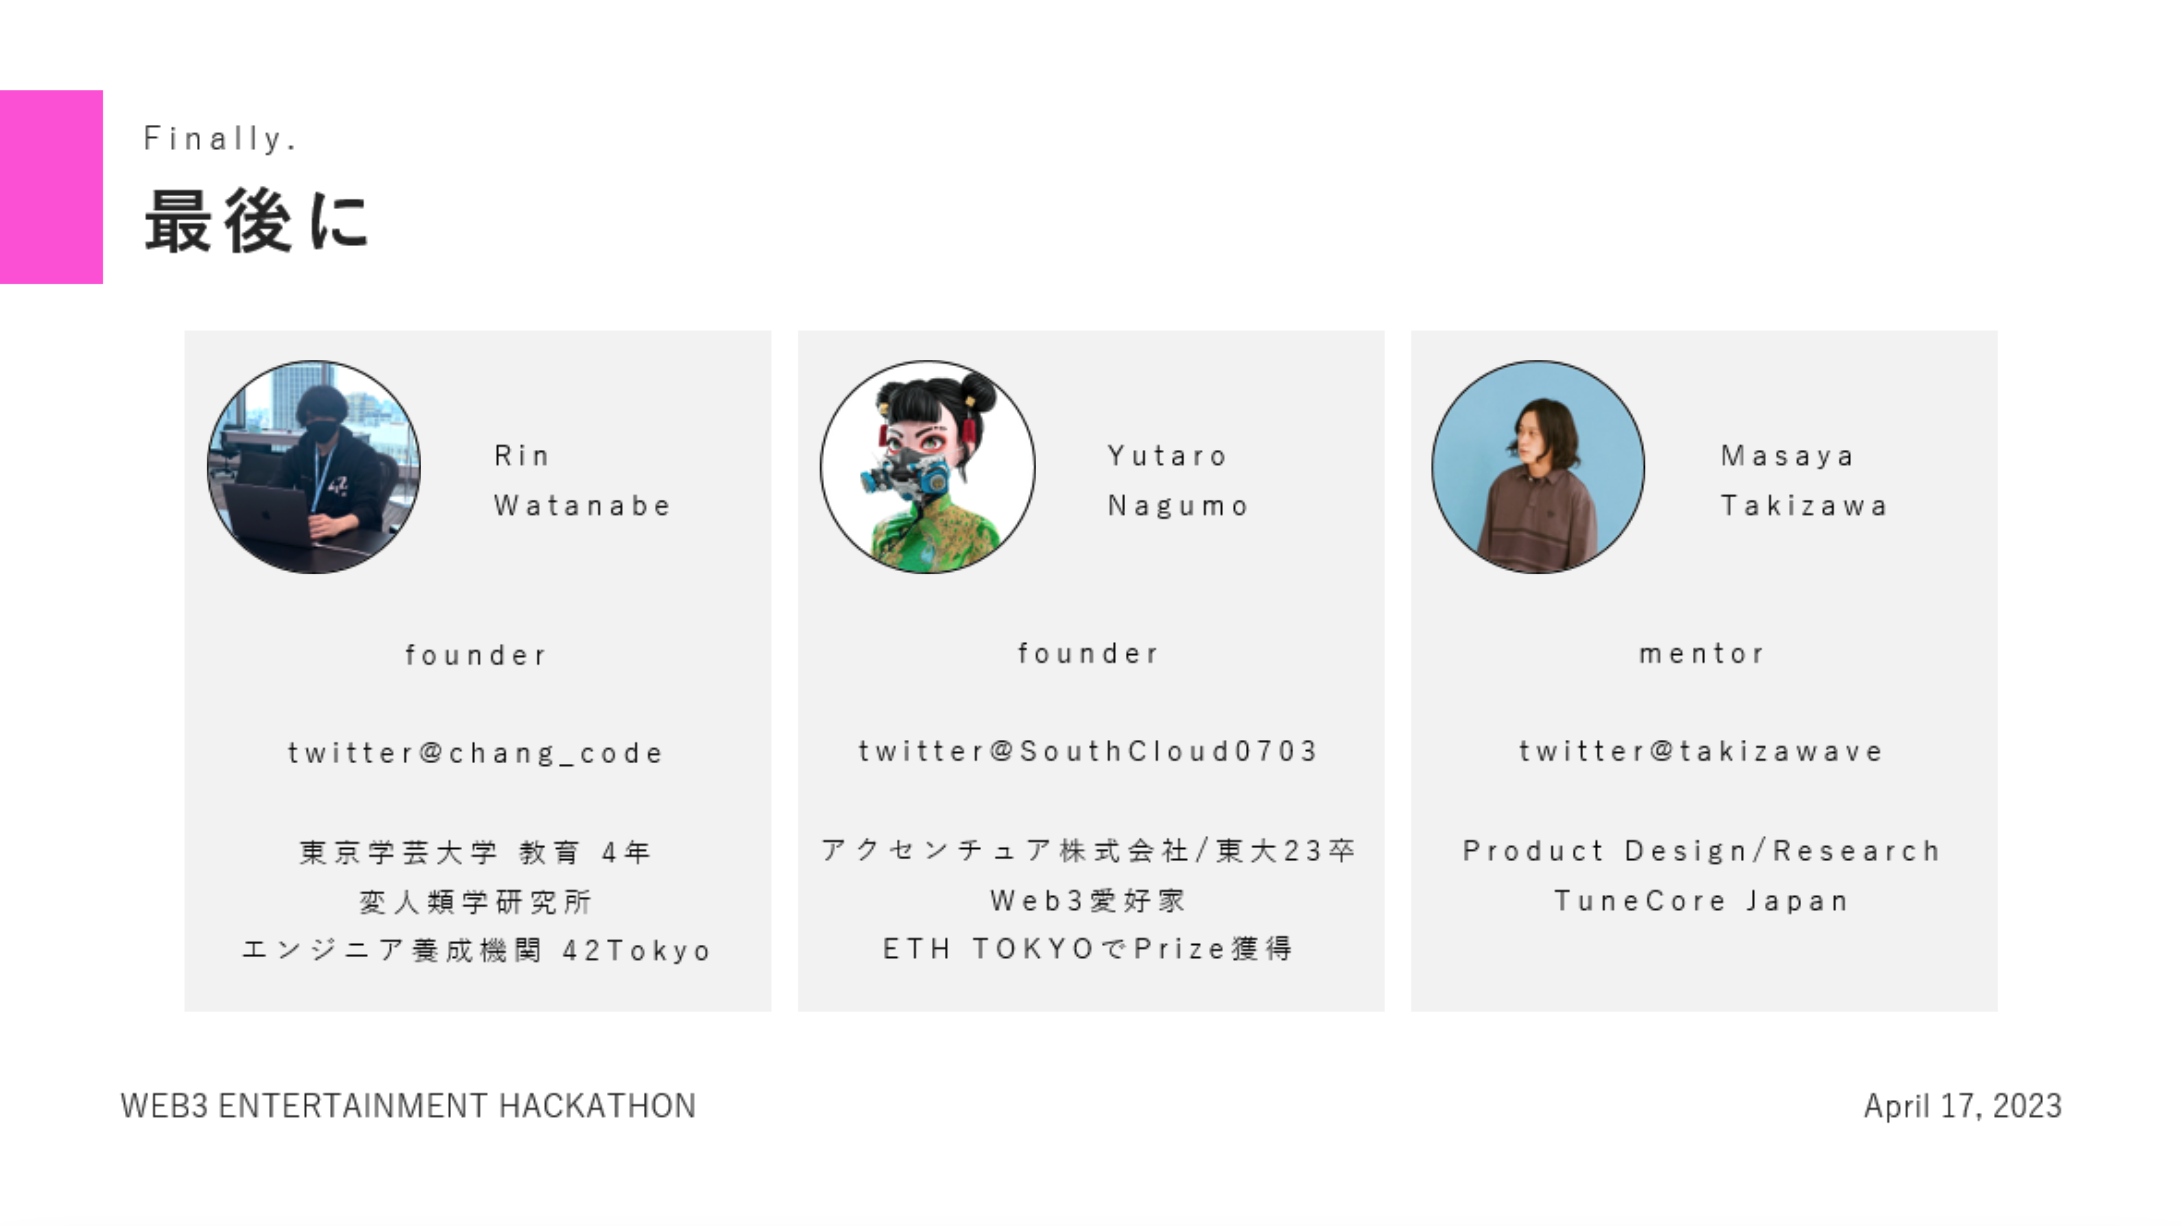 Finally.
最後に
Rin
Watanabe
founder
twitter@chang_code
東京学芸大学 教育 4年
変人類学研究所
エンジニア養成機関 42Tokyo
Yutaro
Nagumo
founder
twitter@SouthCloud0703
アクセンチュア株式会社/東大23卒
Web3愛好家
ETH TOKYOでPrize獲得
Masaya
Takizawa
mentor
twitter@takizawave
Product Design/Research
TuneCore Japan
WEB3 ENTERTAINMENT HACKATHON
April 17, 2023